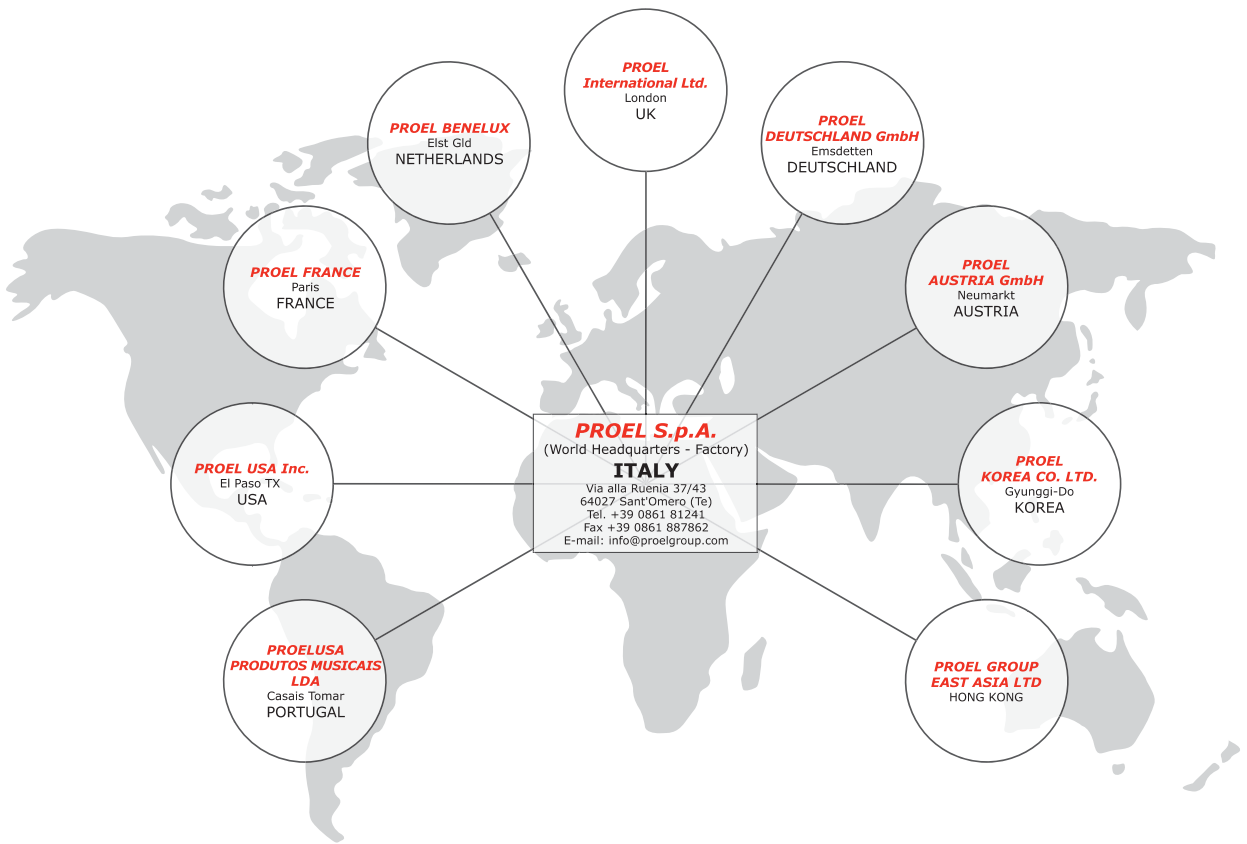 PROEL
International Ltd.
London
UK
PROEL BENELUX
Elst Gld
NETHERLANDS
PROEL
DEUTSCHLAND GmbH
Emsdetten
DEUTSCHLAND
PROEL FRANCE
Paris
FRANCE
PROEL
AUSTRIA GmbH
Neumarkt
AUSTRIA
PROEL S.p.A.
(World Headquarters - Factory)
ITALY
Via alla Ruenia 37/43
64027 Sant'Omero (Te)
Tel. +39 0861 81241
Fax +39 0861 887862
E-mail: info@proelgroup.com
PROEL USA Inc.
El Paso TX
USA
PROEL
KOREA CO. LTD.
Gyunggi-Do
KOREA
PROELUSA
PRODUTOS MUSICAIS
LDA
Casais Tomar
PORTUGAL
PROEL GROUP
EAST ASIA LTD
HONG KONG